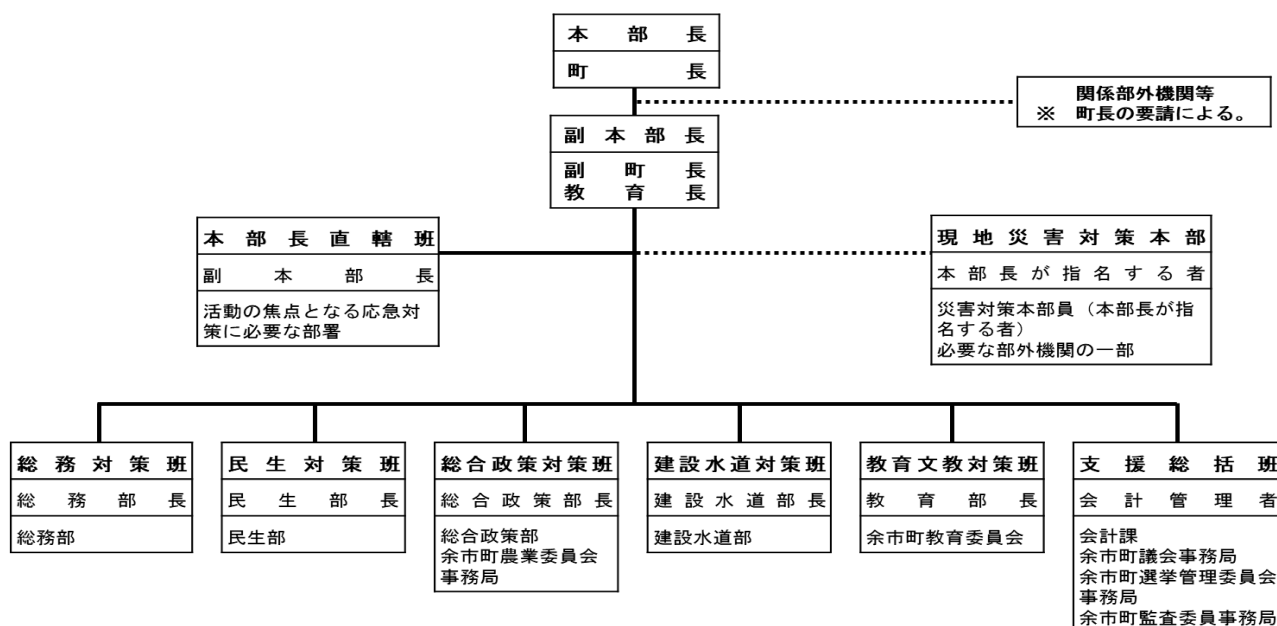 本部長
町長
関係部外機関等
※ 町長の要請による。
副本部長
副町長
教育長
本部長直轄班
副本部長
活動の焦点となる応急対
策に必要な部署
現地災害対策本部
本部長が指名する者
災害対策本部員（本部長が指
名する者）
必要な部外機関の一部
総務対策班
総務部長
総務部
民生対策班
民生部長
民生部
総合政策対策班
総合政策部長
総合政策部
余市町農業委員会
事務局
建設水道対策班
建設水道部長
建設水道部
教育文教対策班
教育部長
余市町教育委員会
支援総括班
会計管理者
会計課
余市町議会事務局
余市町選挙管理委員会
事務局
余市町監査委員事務局